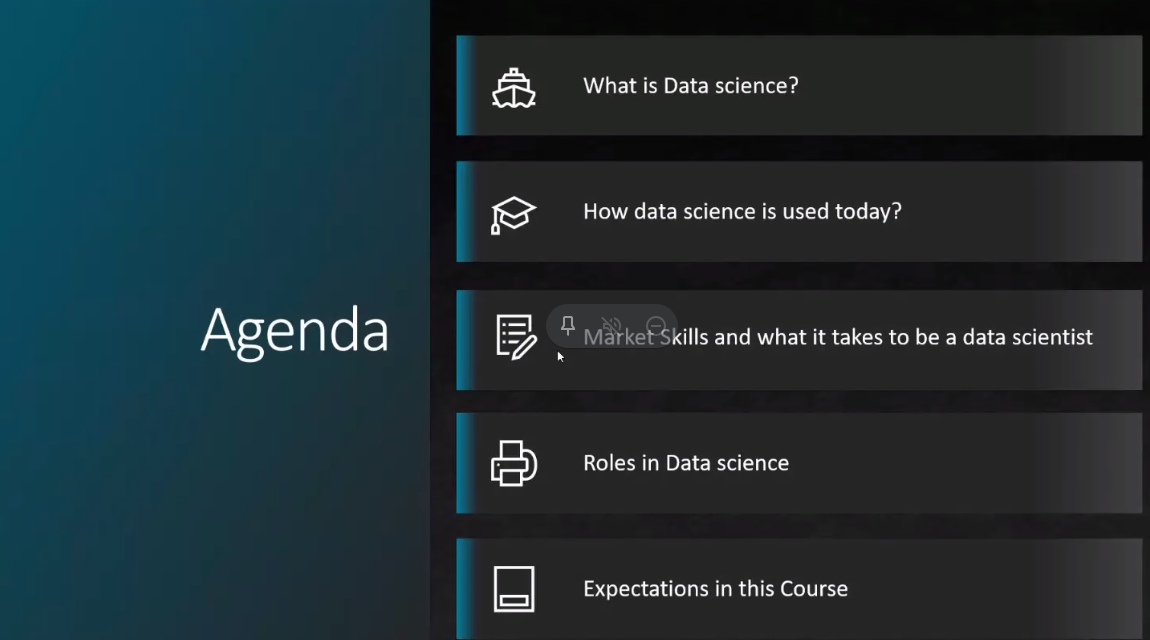 Agenda
What is Data science?
How data science is used today?
Market Skills and what it takes to be a data scientist
Roles in Data science
Expectations in this Course